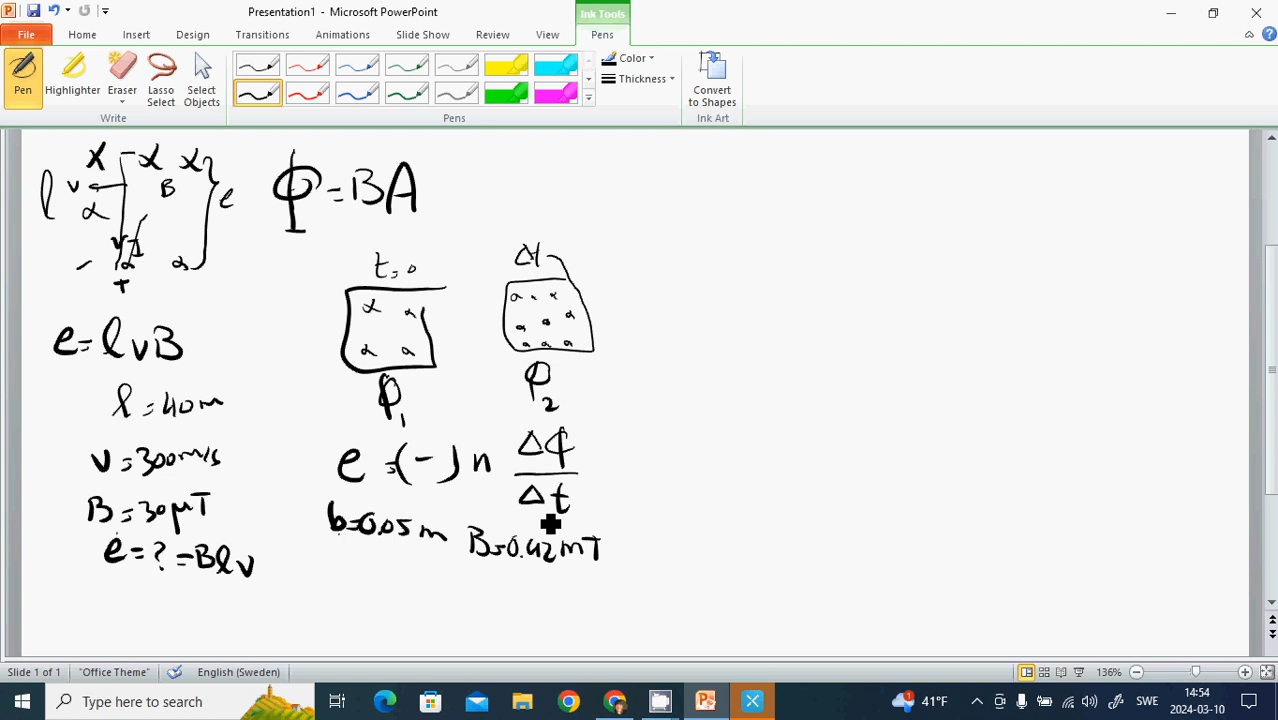 Presentation1 - Microsoft PowerPoint
Ink Tools
File Home Insert Design Transitions Animations Slide Show Review View Pens
Pen Highlighter Eraser Lasso Select Select Objects
Color
Thickness
Convert to Shapes
Write Pens Ink Art
l v B e
ϕ = BA
v
+
t=0 Δt
e = lvB
ϕ₁ ϕ₂
l = 40m
v = 300m/s
e = (-) n Δϕ/Δt
B = 30μT
b=0.05m
B=0.42mT
e = ? = Blv
Slide 1 of 1 "Office Theme" English (Sweden) 136%
Type here to search
1 41°F SWE 14:54
2024-03-10